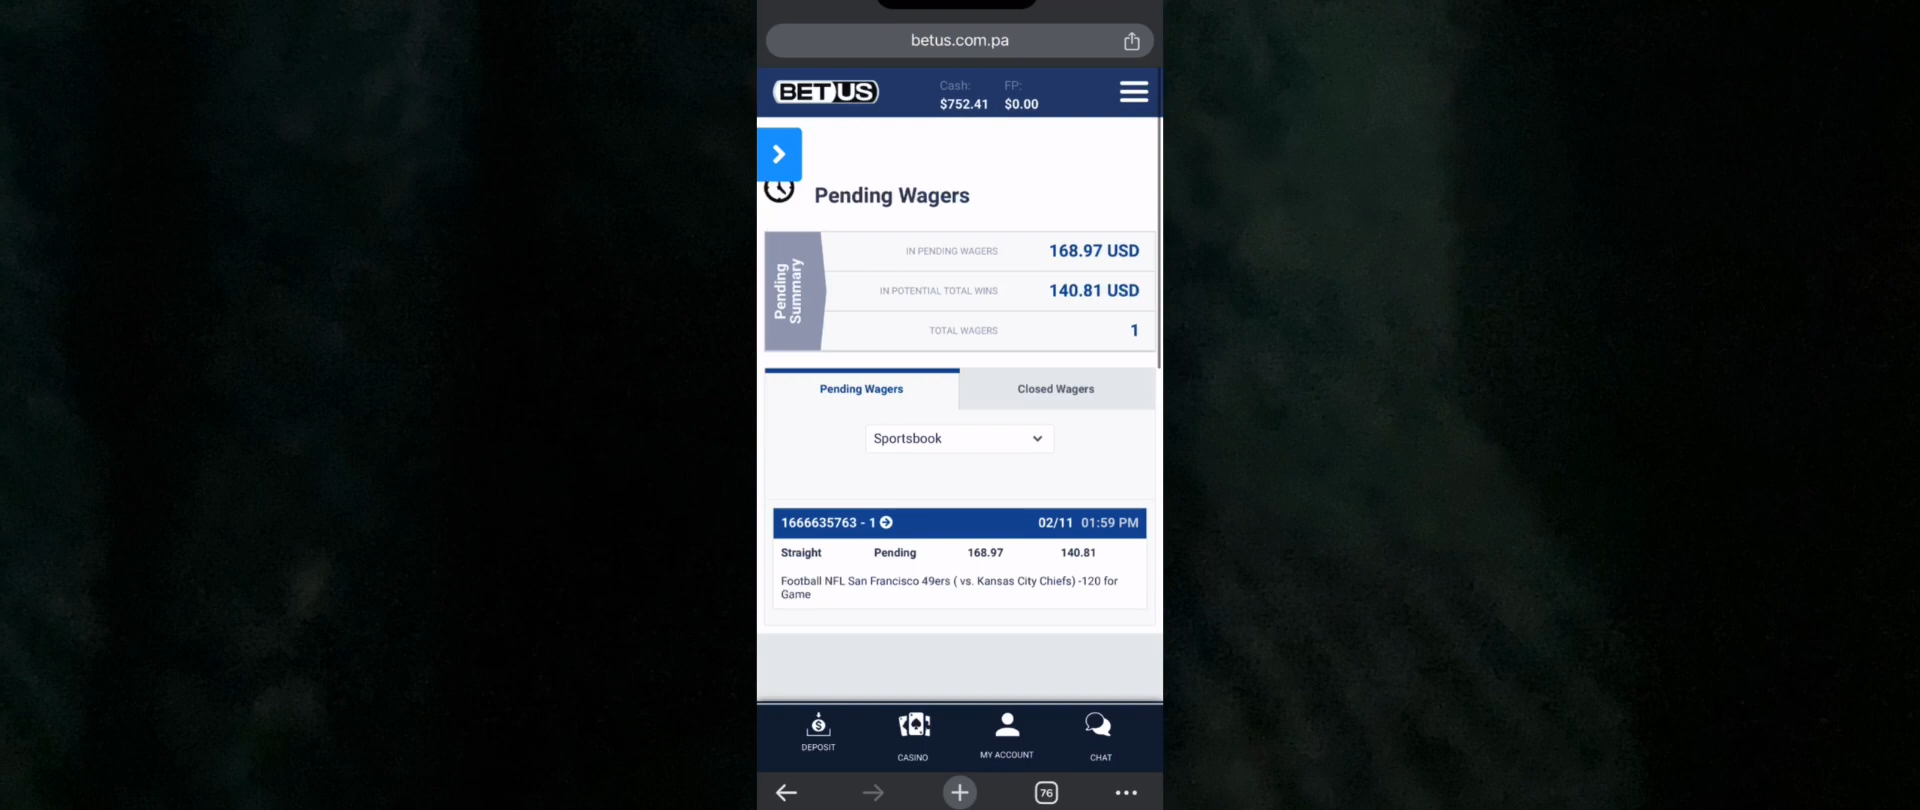 betus.com.pa
BETUS
Cash:
FP:
$752.41
$0.00
Pending Wagers
Pending
Summary
IN PENDING WAGERS
168.97 USD
IN POTENTIAL TOTAL WINS
140.81 USD
TOTAL WAGERS
1
Pending Wagers
Closed Wagers
Sportsbook
1666635763 - 1
02/11 01:59 PM
Straight
Pending
168.97
140.81
Football NFL San Francisco 49ers ( vs. Kansas City Chiefs) -120 for
Game
DEPOSIT
CASINO
MY ACCOUNT
CHAT
76